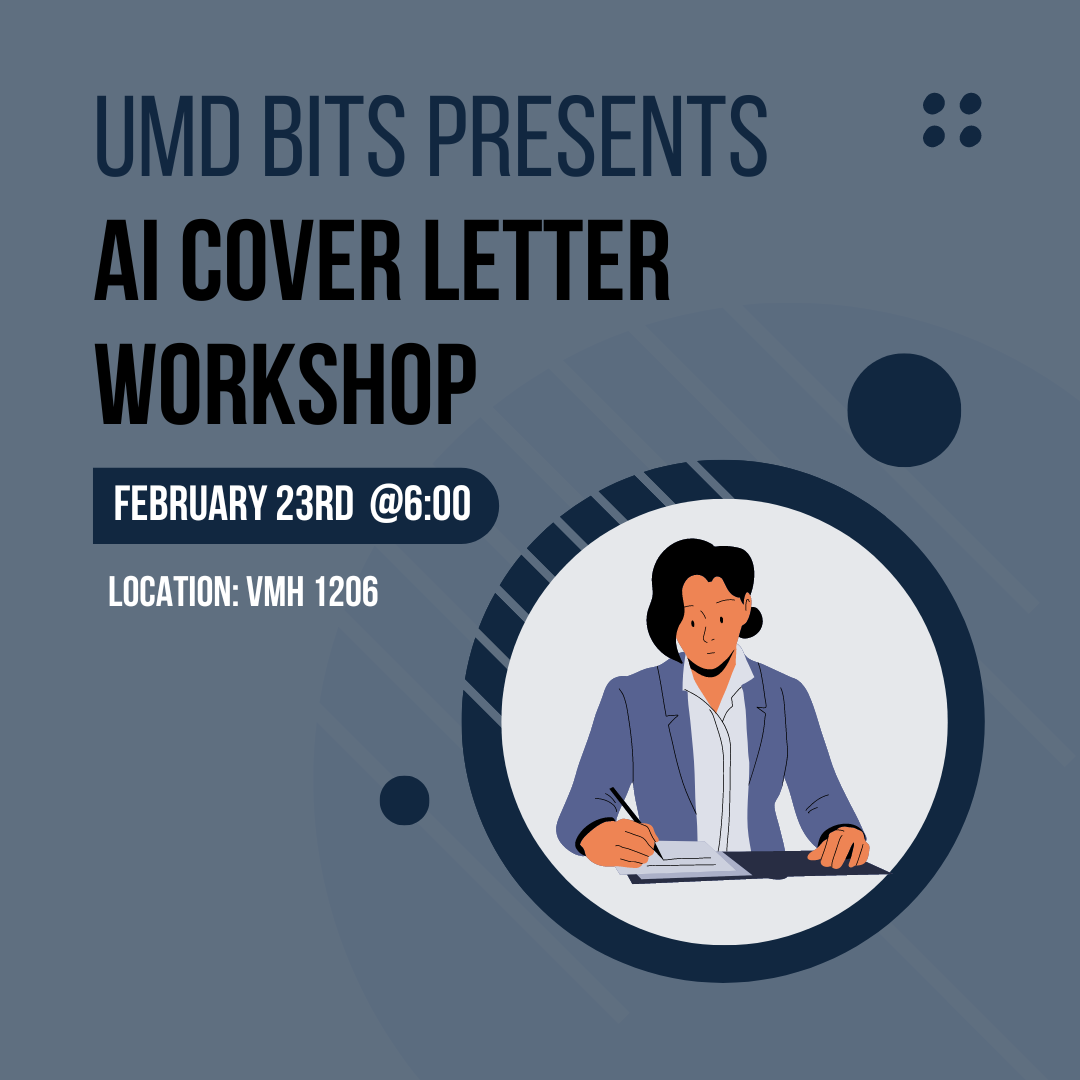 UMD BITS PRESENTS
AI COVER LETTER
WORKSHOP
FEBRUARY 23RD @6:00
LOCATION: VMH 1206